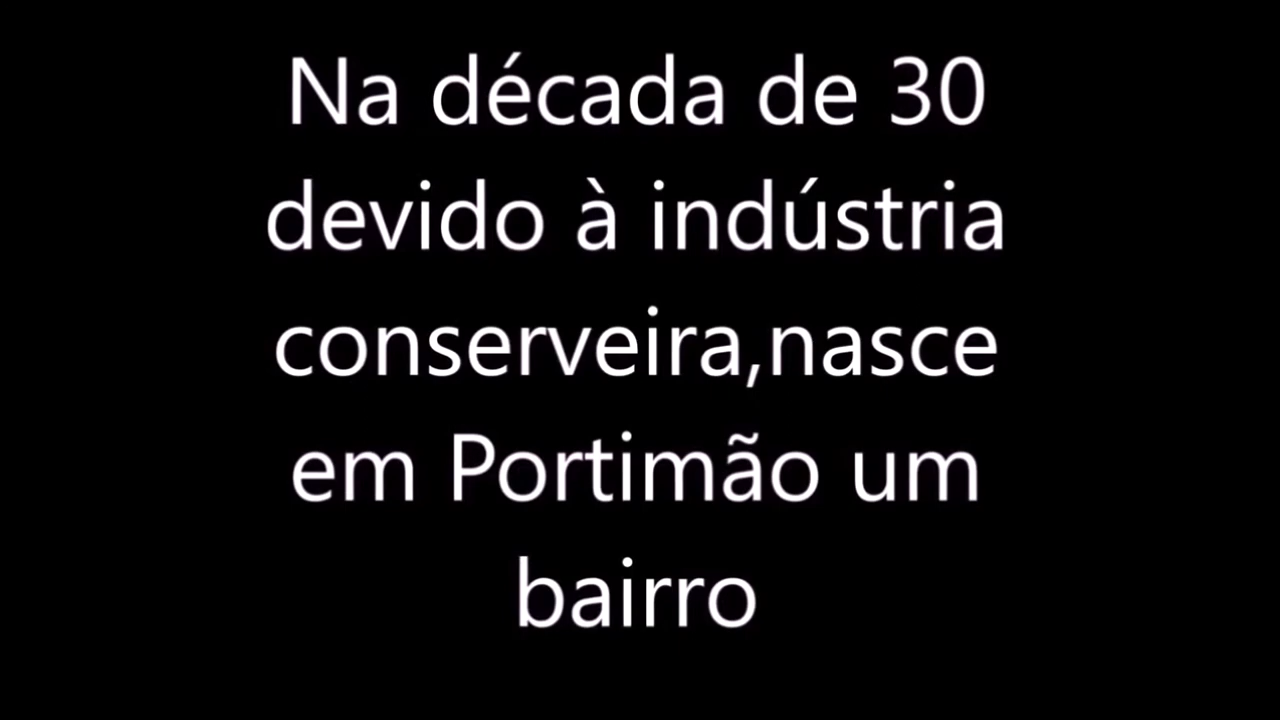 Na década de 30
devido à indústria
conserveira,nasce
em Portimão um
bairro